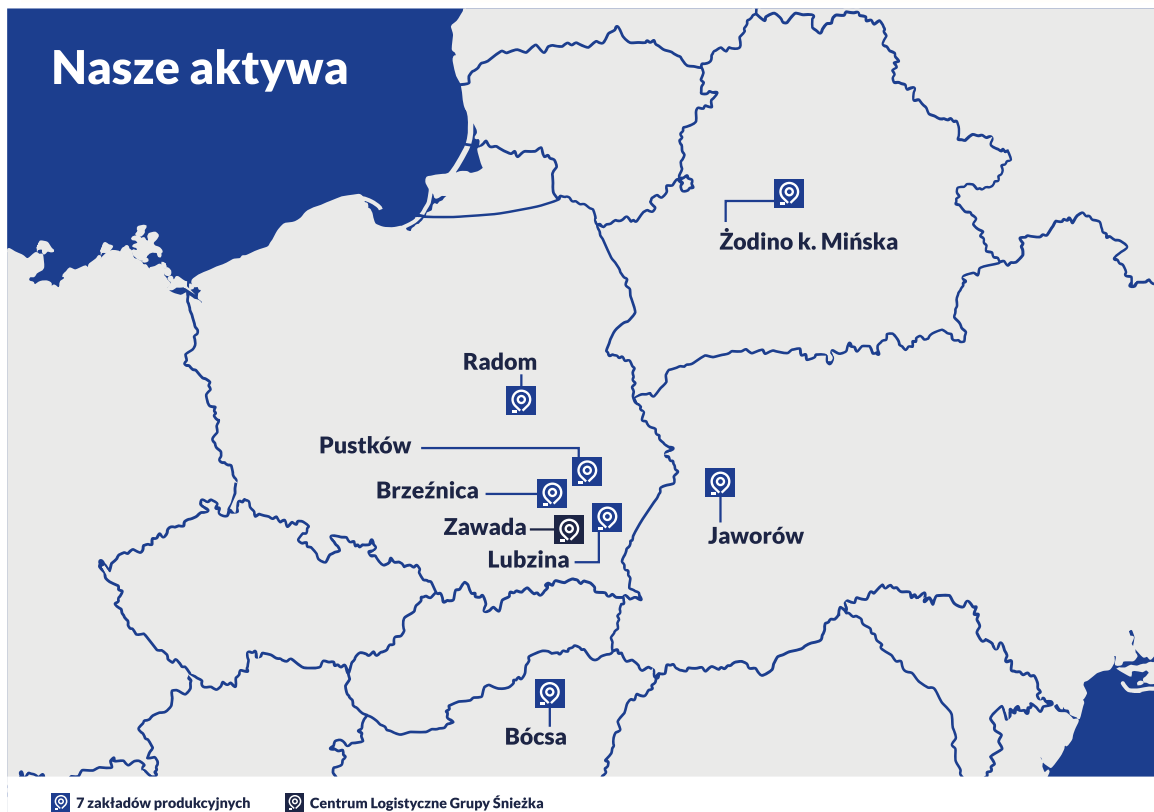 Nasze aktywa
Żodino k. Mińska
Radom
Pustków
Brzeźnica
Zawada
Lubzina
Jaworów
Bócsa
7 zakładów produkcyjnych
Centrum Logistyczne Grupy Śnieżka